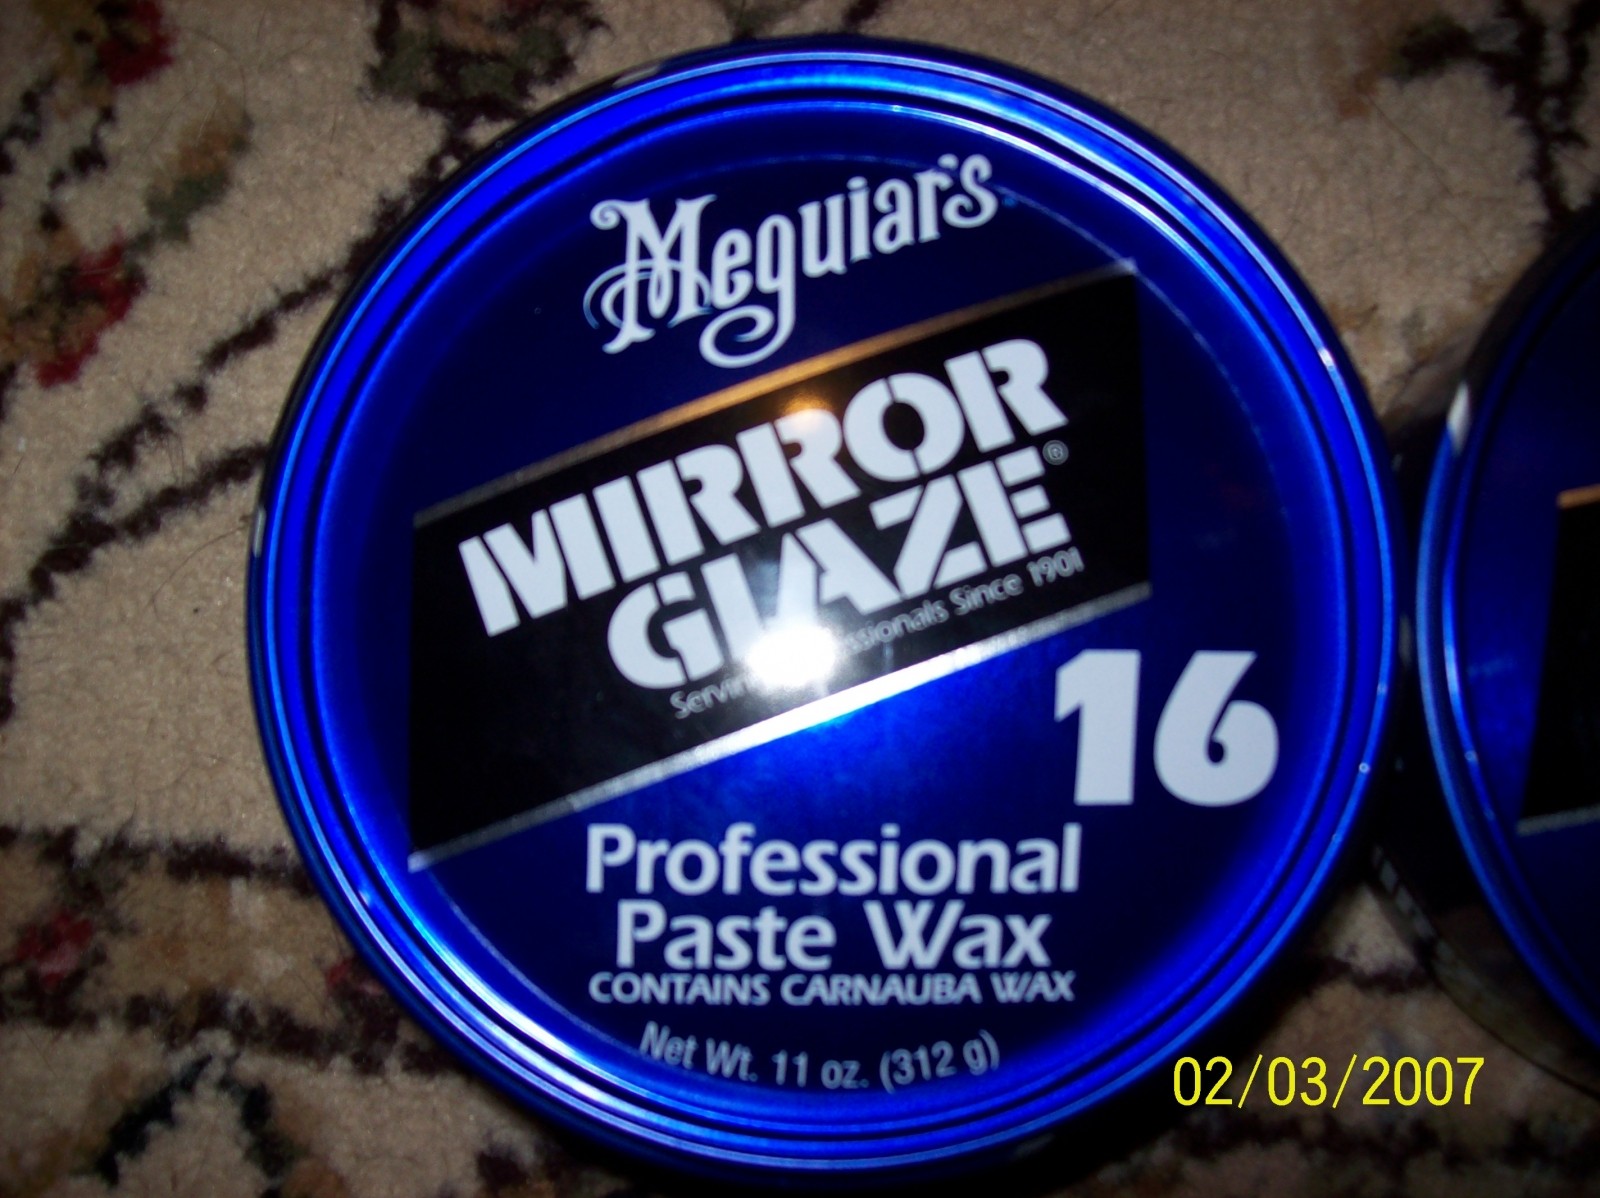 Meguiar's
MIRROR
GLAZE®
Professionals Since 1901
16
Professional
Paste Wax
CONTAINS CARNAUBA WAX
Net Wt. 11 oz. (312 g)
02/03/2007